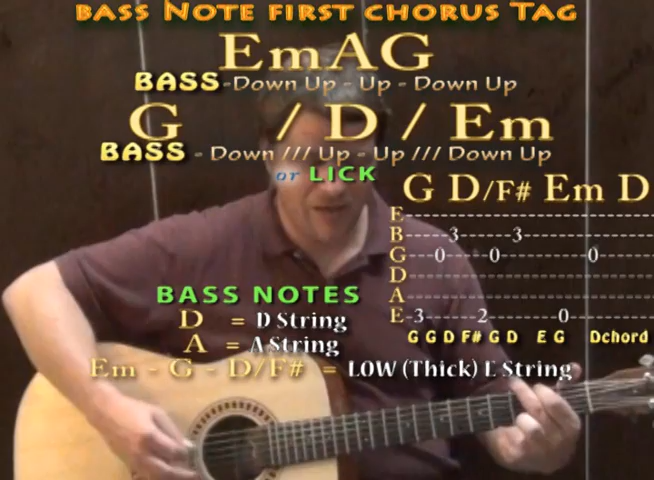 BASS NOTE FIRST CHORUS TAG
EmAG
BASS-Down Up - Up - Down Up
G / D / Em
BASS - Down /// Up - Up /// Down Up
or LICK
G D/F# Em D
E----------------------------
B-----3-------3--------------
G---0-----0-----------0------
D----------------------------
A----------------------------
E-3------2--------0----------
G G D F# G D E G Dchord
BASS NOTES
D = D String
A = A String
Em - G - D/F# = LOW (Thick) E String